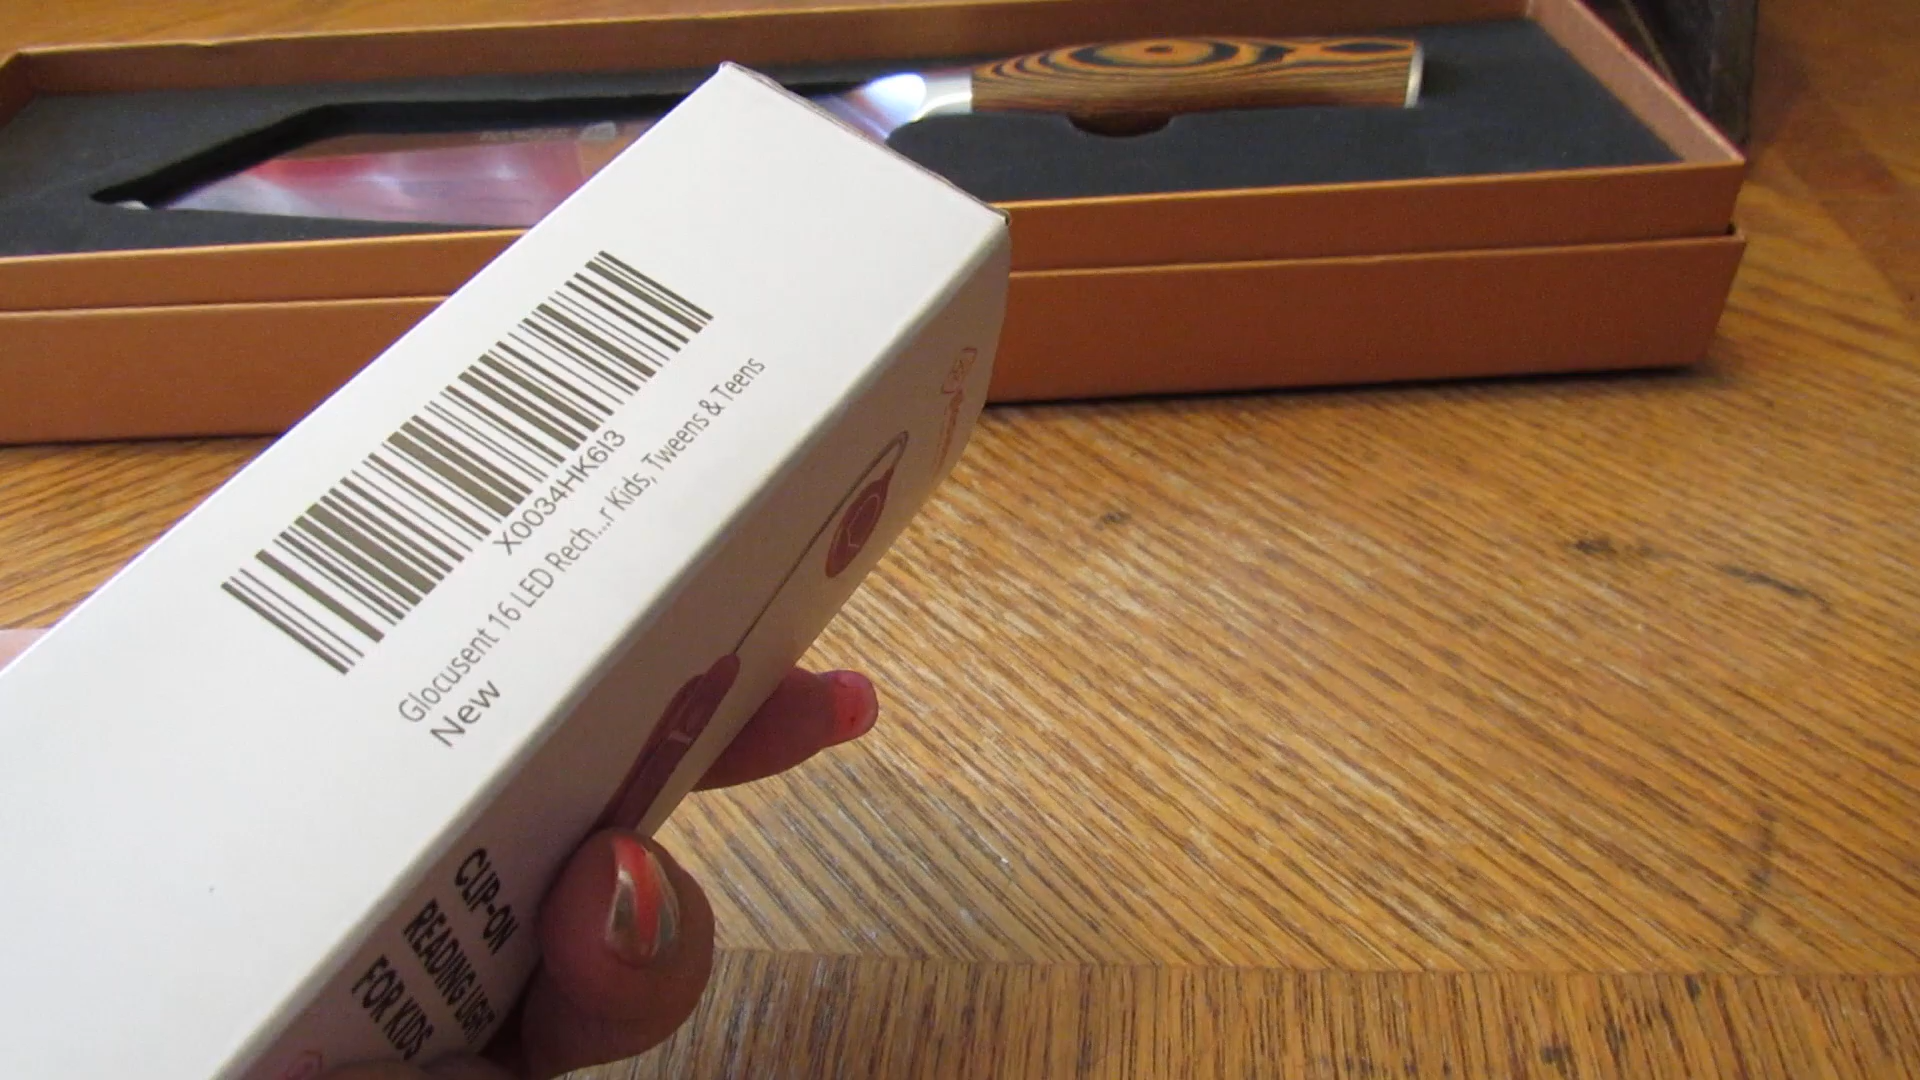 X0034HK6I3
Glocusent 16 LED Rech...r Kids, Tweens & Teens
New
CLIP-ON
READING LIGHT
FOR KIDS